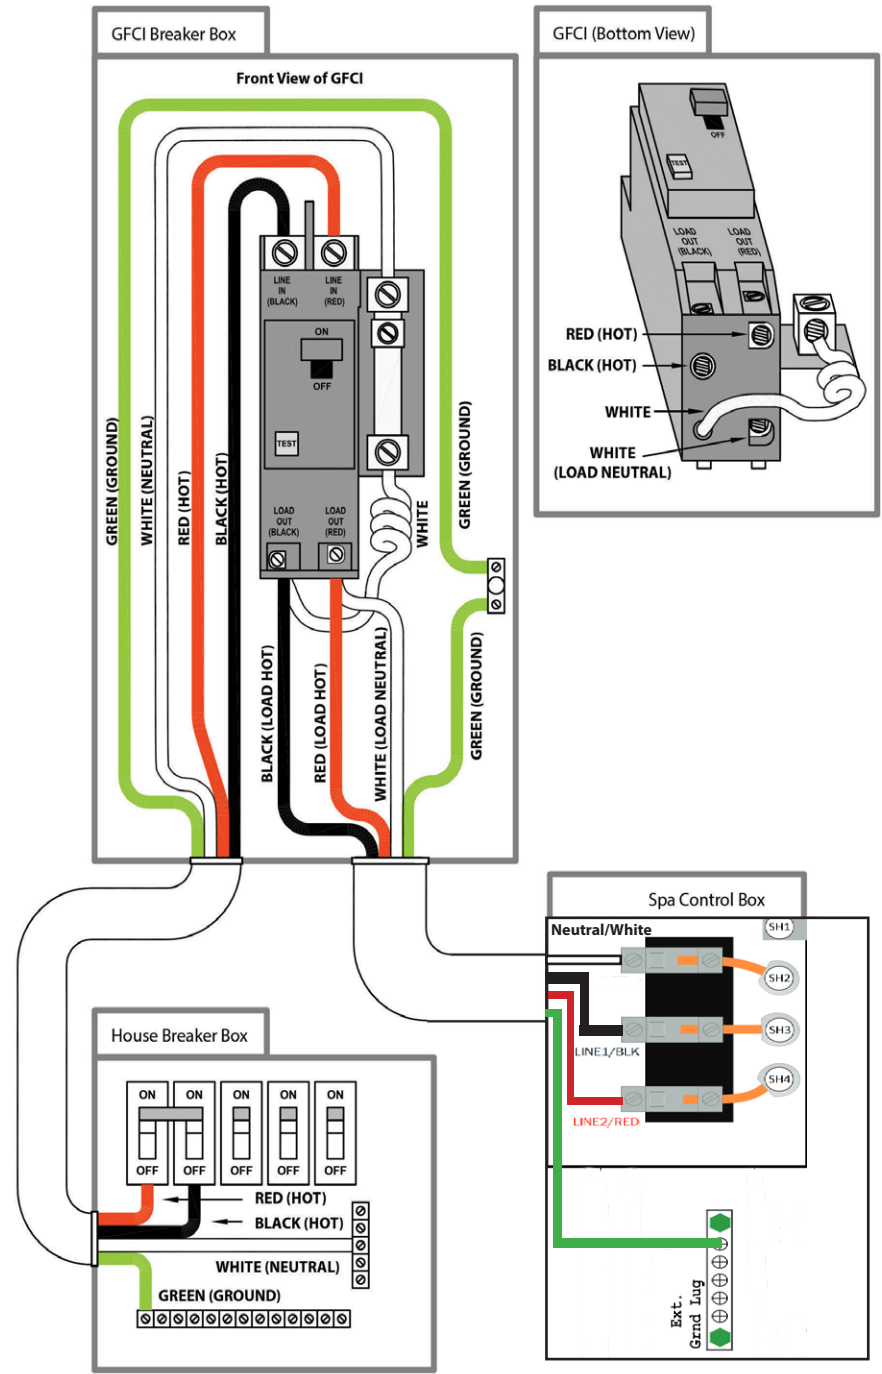 GFCI Breaker Box
Front View of GFCI
LINE
IN
(BLACK)
LINE
IN
(RED)
ON
OFF
TEST
LOAD
OUT
(BLACK)
LOAD
OUT
(RED)
GREEN (GROUND)
WHITE (NEUTRAL)
RED (HOT)
BLACK (HOT)
WHITE
GREEN (GROUND)
BLACK (LOAD HOT)
RED (LOAD HOT)
WHITE (LOAD NEUTRAL)
GREEN (GROUND)
GFCI (Bottom View)
OFF
TEST
LOAD
OUT
(BLACK)
LOAD
OUT
(RED)
RED (HOT)
BLACK (HOT)
WHITE
WHITE
(LOAD NEUTRAL)
House Breaker Box
ON
ON
ON
ON
ON
OFF
OFF
OFF
OFF
OFF
RED (HOT)
BLACK (HOT)
WHITE (NEUTRAL)
GREEN (GROUND)
Spa Control Box
Neutral/White
SH1
SH2
SH3
LINE1/BLK
SH4
LINE2/RED
Ext.
Grnd Lug